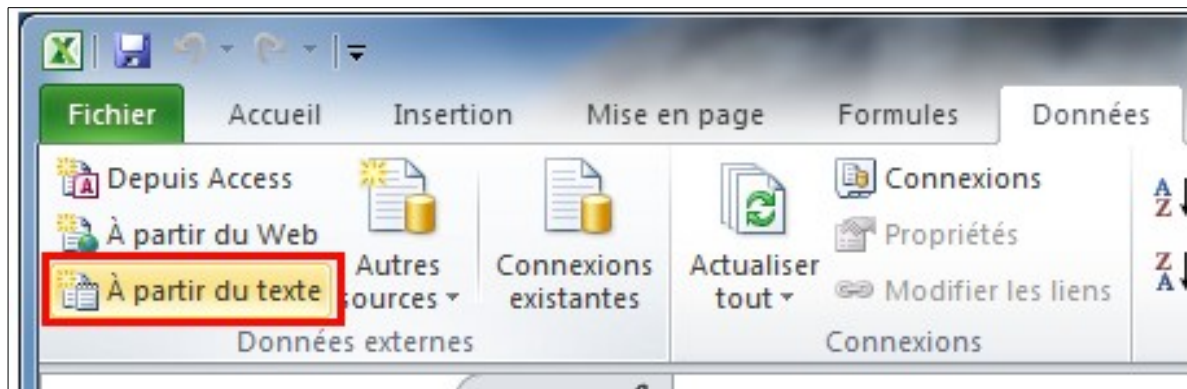 Fichier Accueil Insertion Mise en page Formules Données
Depuis Access
À partir du Web
À partir du texte
Autres
sources
Connexions
existantes
Données externes
Actualiser
tout
Connexions
Propriétés
Modifier les liens
Connexions
A
Z
Z
A